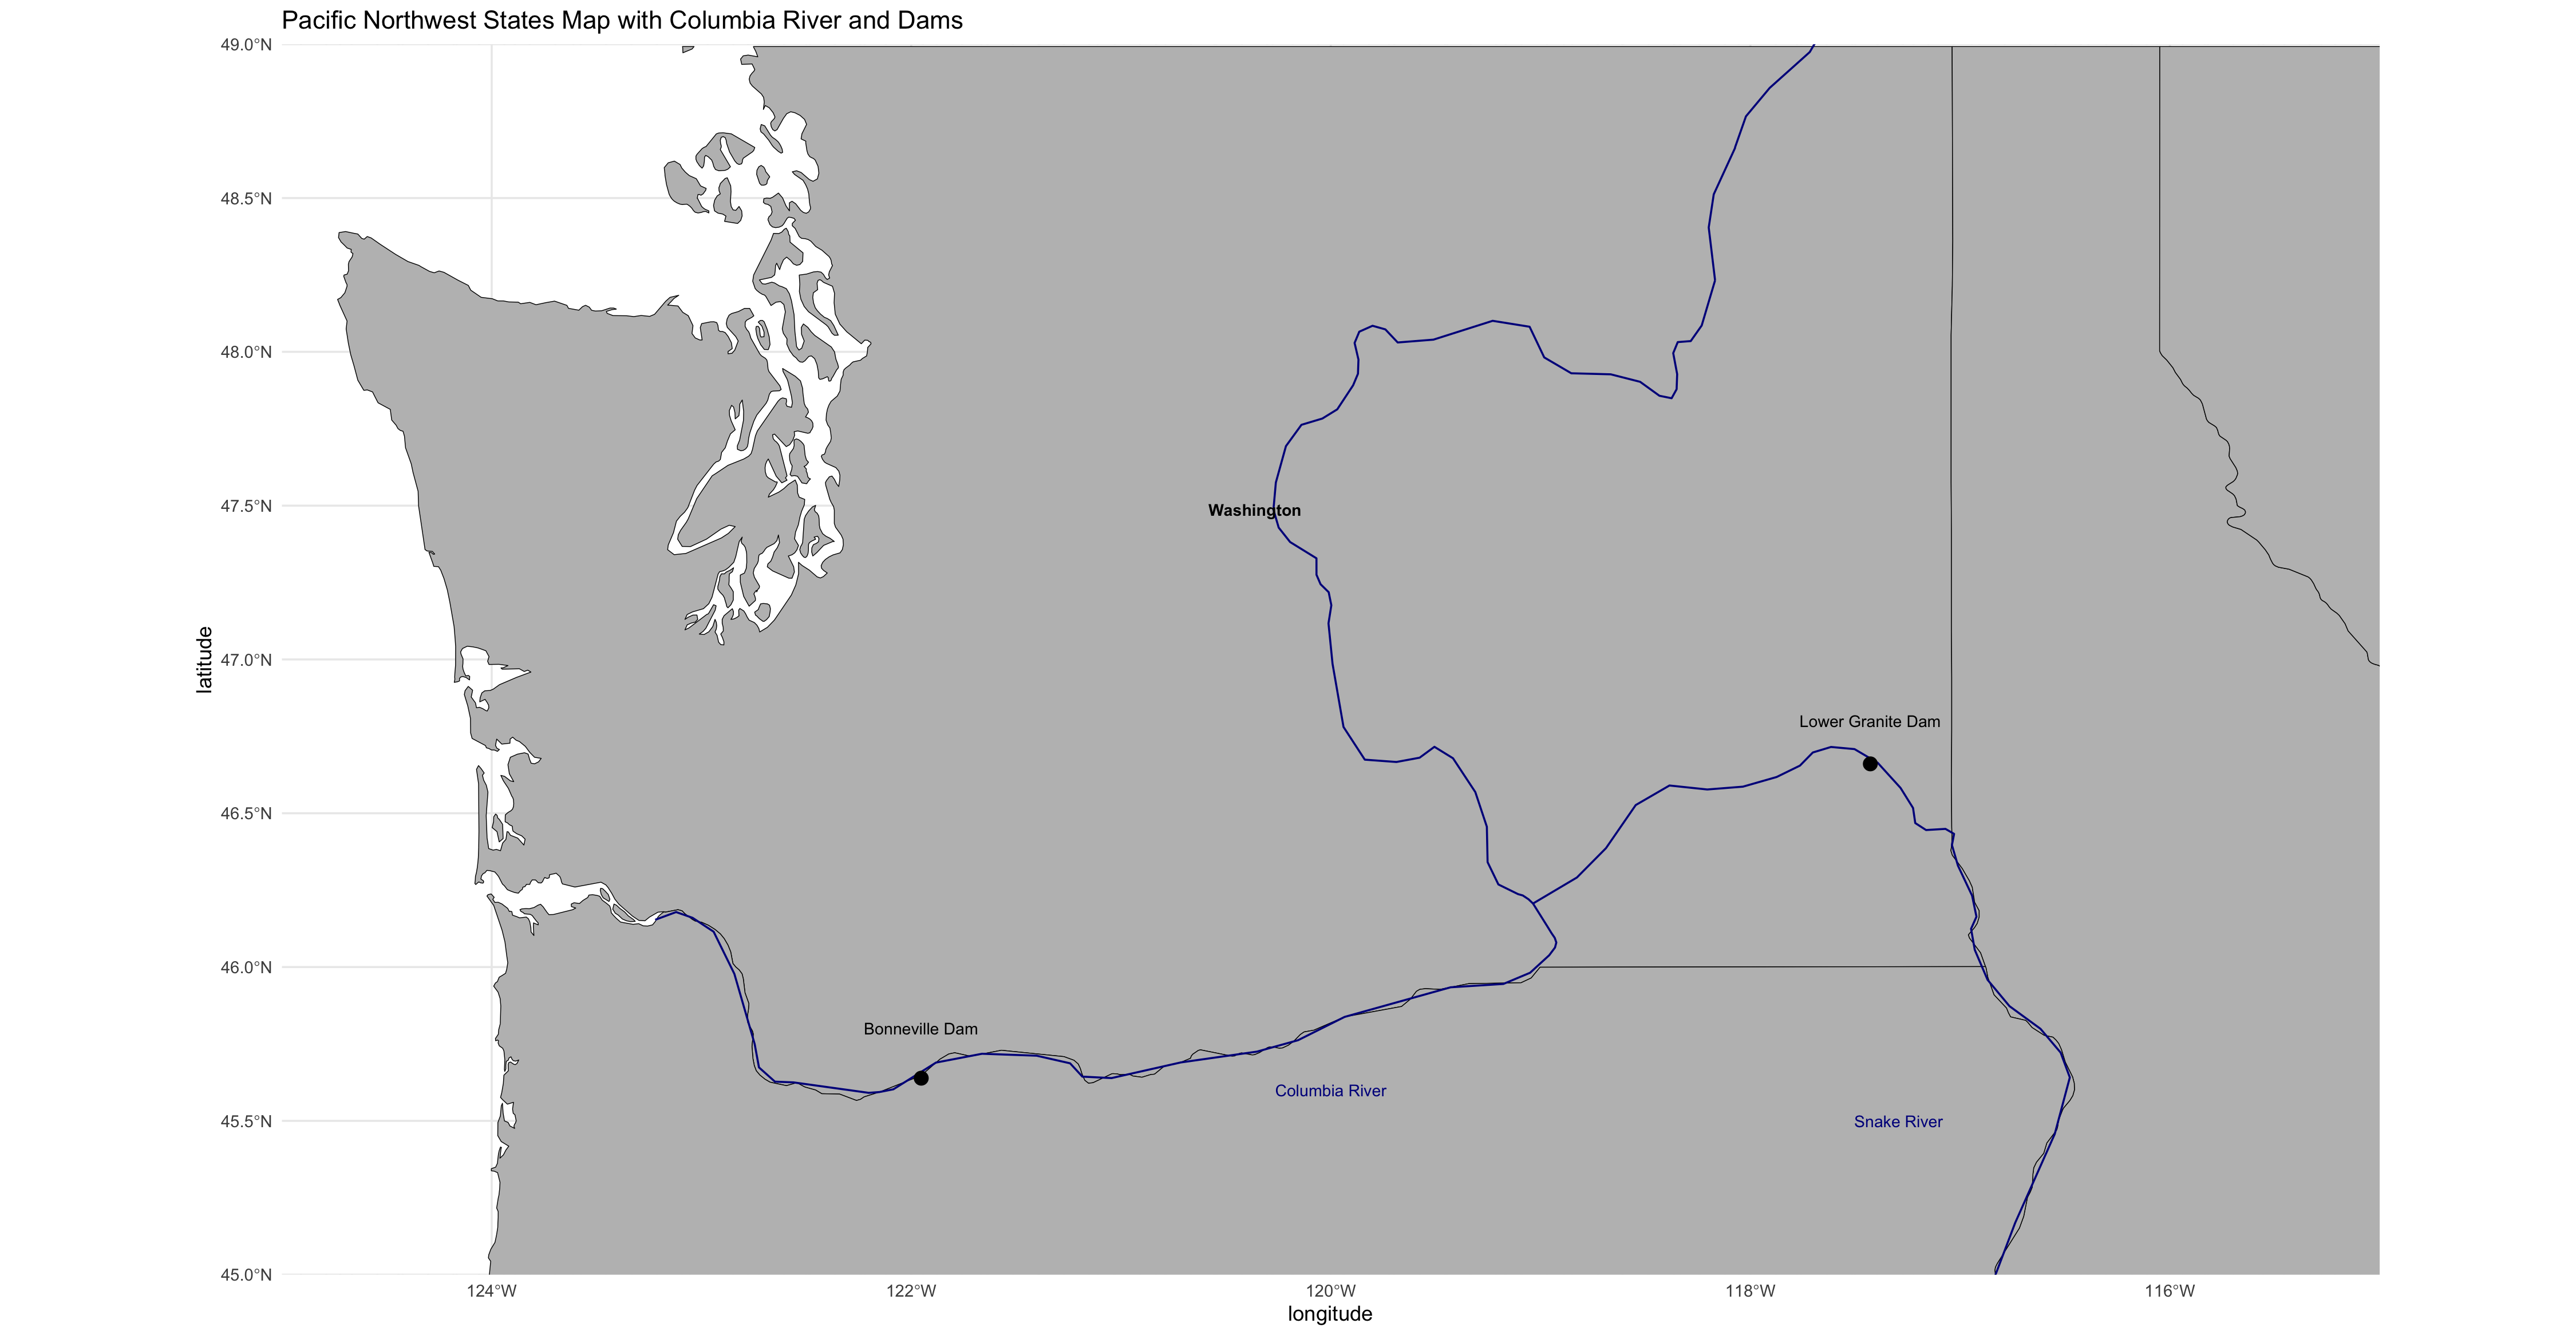 Pacific Northwest States Map with Columbia River and Dams
49.0°N
48.5°N
48.0°N
47.5°N
47.0°N
46.5°N
46.0°N
45.5°N
45.0°N
latitude
Washington
Lower Granite Dam
Bonneville Dam
Columbia River
Snake River
124°W
122°W
120°W
118°W
116°W
longitude